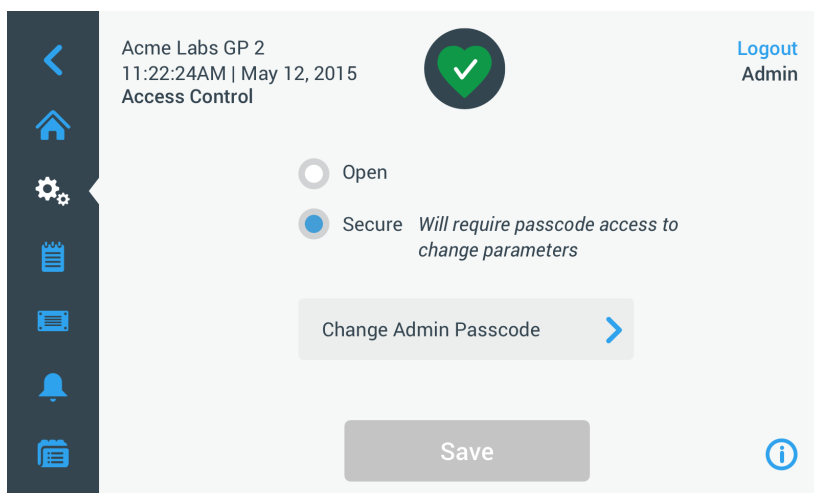 Acme Labs GP 2
11:22:24AM | May 12, 2015
Access Control
Logout
Admin
Open
Secure Will require passcode access to
change parameters
Change Admin Passcode
Save